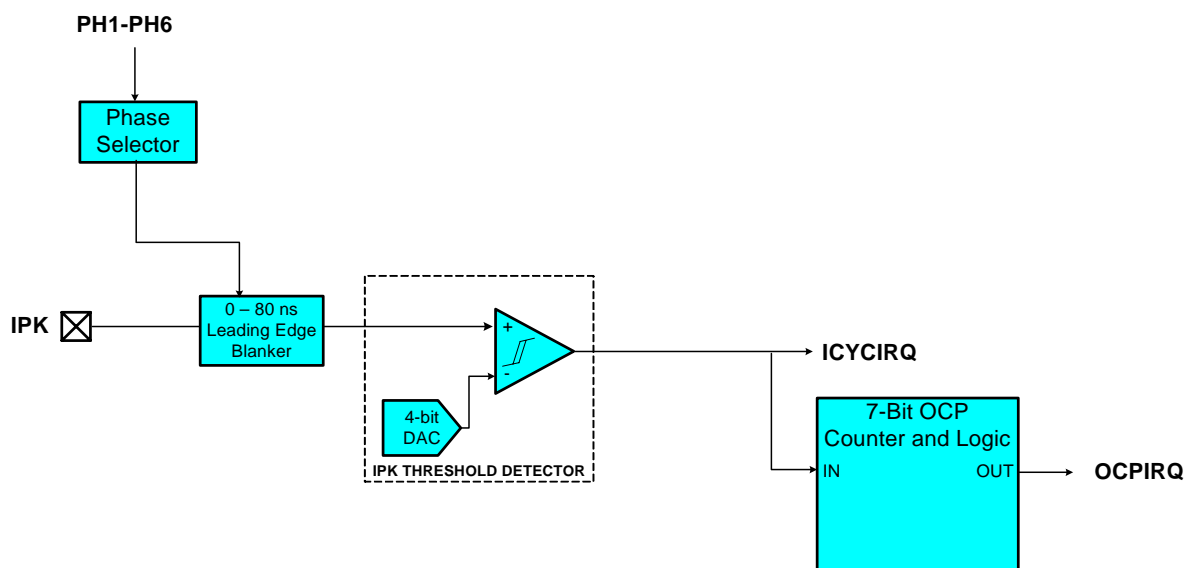 PH1-PH6
Phase
Selector
IPK
0 – 80 ns
Leading Edge
Blanker
+
-
4-bit
DAC
IPK THRESHOLD DETECTOR
ICYCIRQ
7-Bit OCP
Counter and Logic
IN
OUT
OCPIRQ